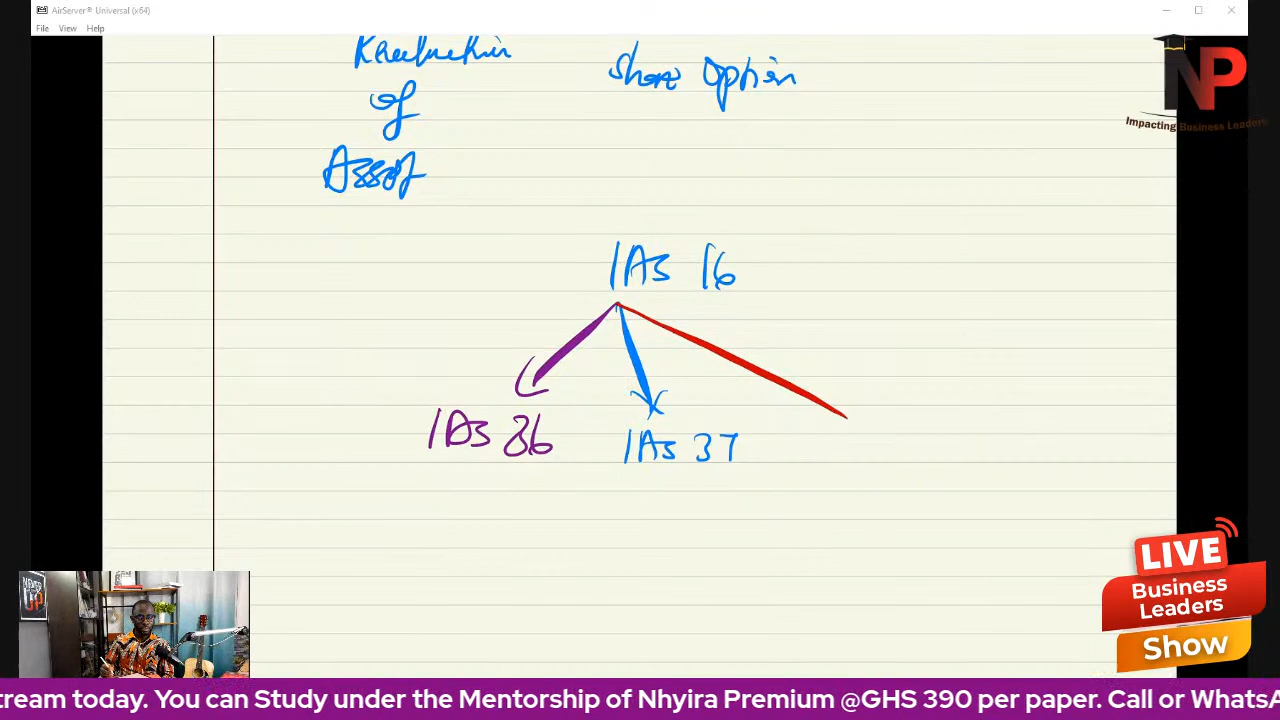 AirServer® Universal (x64)
File View Help
of
Share Option
IAS 16
IAS 36
IAS 37
NP
Impacting Business Leaders
LIVE
Business
Leaders
Show
UP
tream today. You can Study under the Mentorship of Nhyira Premium @GHS 390 per paper. Call or WhatsA